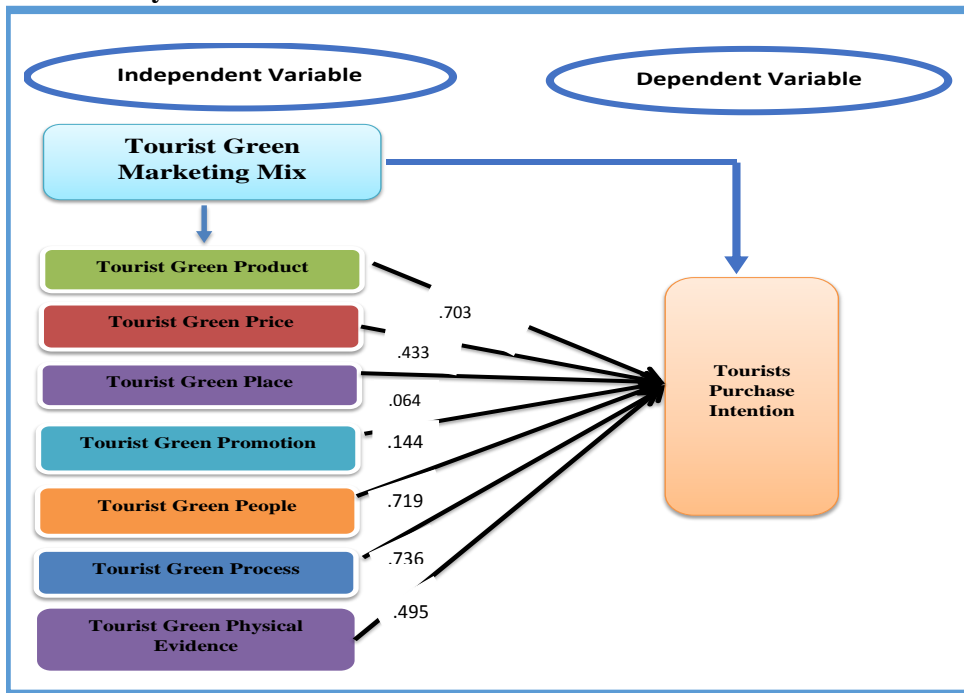 Independent Variable
Dependent Variable
Tourist Green
Marketing Mix
Tourist Green Product
.703
Tourist Green Price
.433
Tourist Green Place
.064
Tourist Green Promotion
.144
Tourist Green People
.719
Tourist Green Process
.736
Tourist Green Physical
Evidence
.495
Tourists
Purchase
Intention